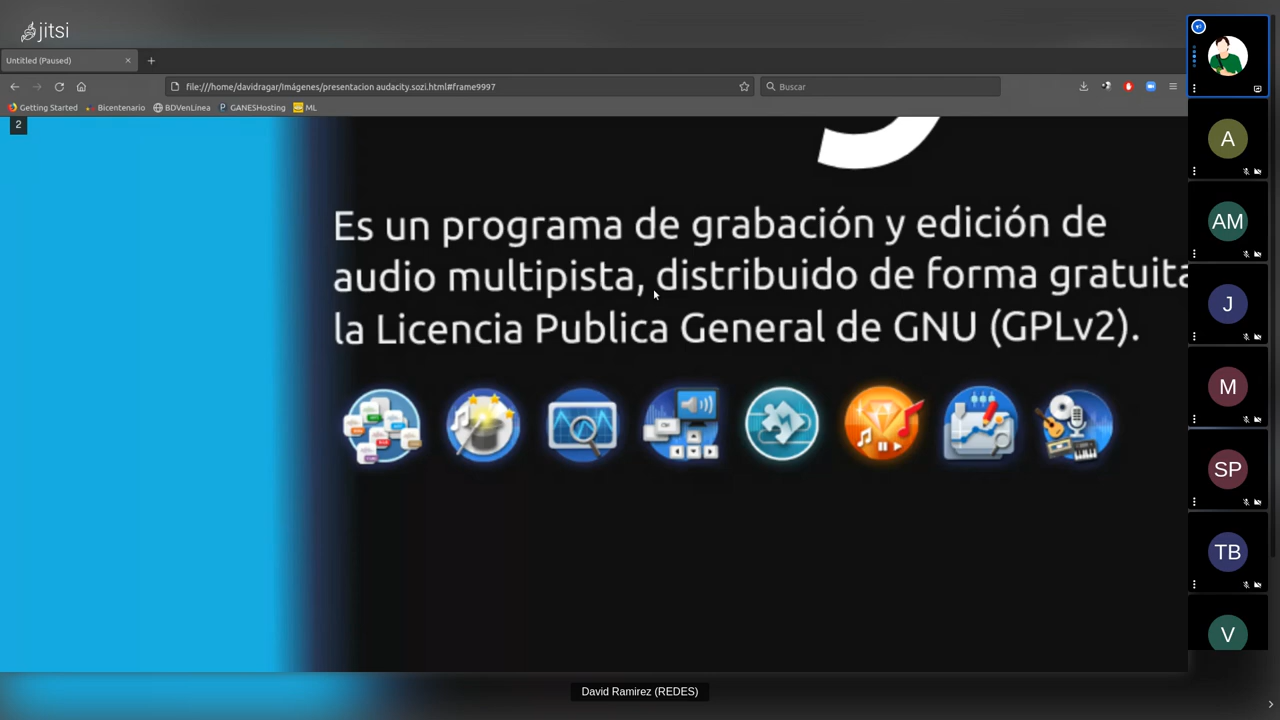 jitsi
Untitled (Paused)
file:///home/davidragar/Imágenes/presentacion audacity.sozi.html#frame9997
Buscar
Getting Started Bicentenario BDVenLinea GANESHosting ML
2
Es un programa de grabación y edición de
audio multipista, distribuido de forma gratuita
la Licencia Publica General de GNU (GPLv2).
A
AM
J
M
SP
TB
V
David Ramirez (REDES)